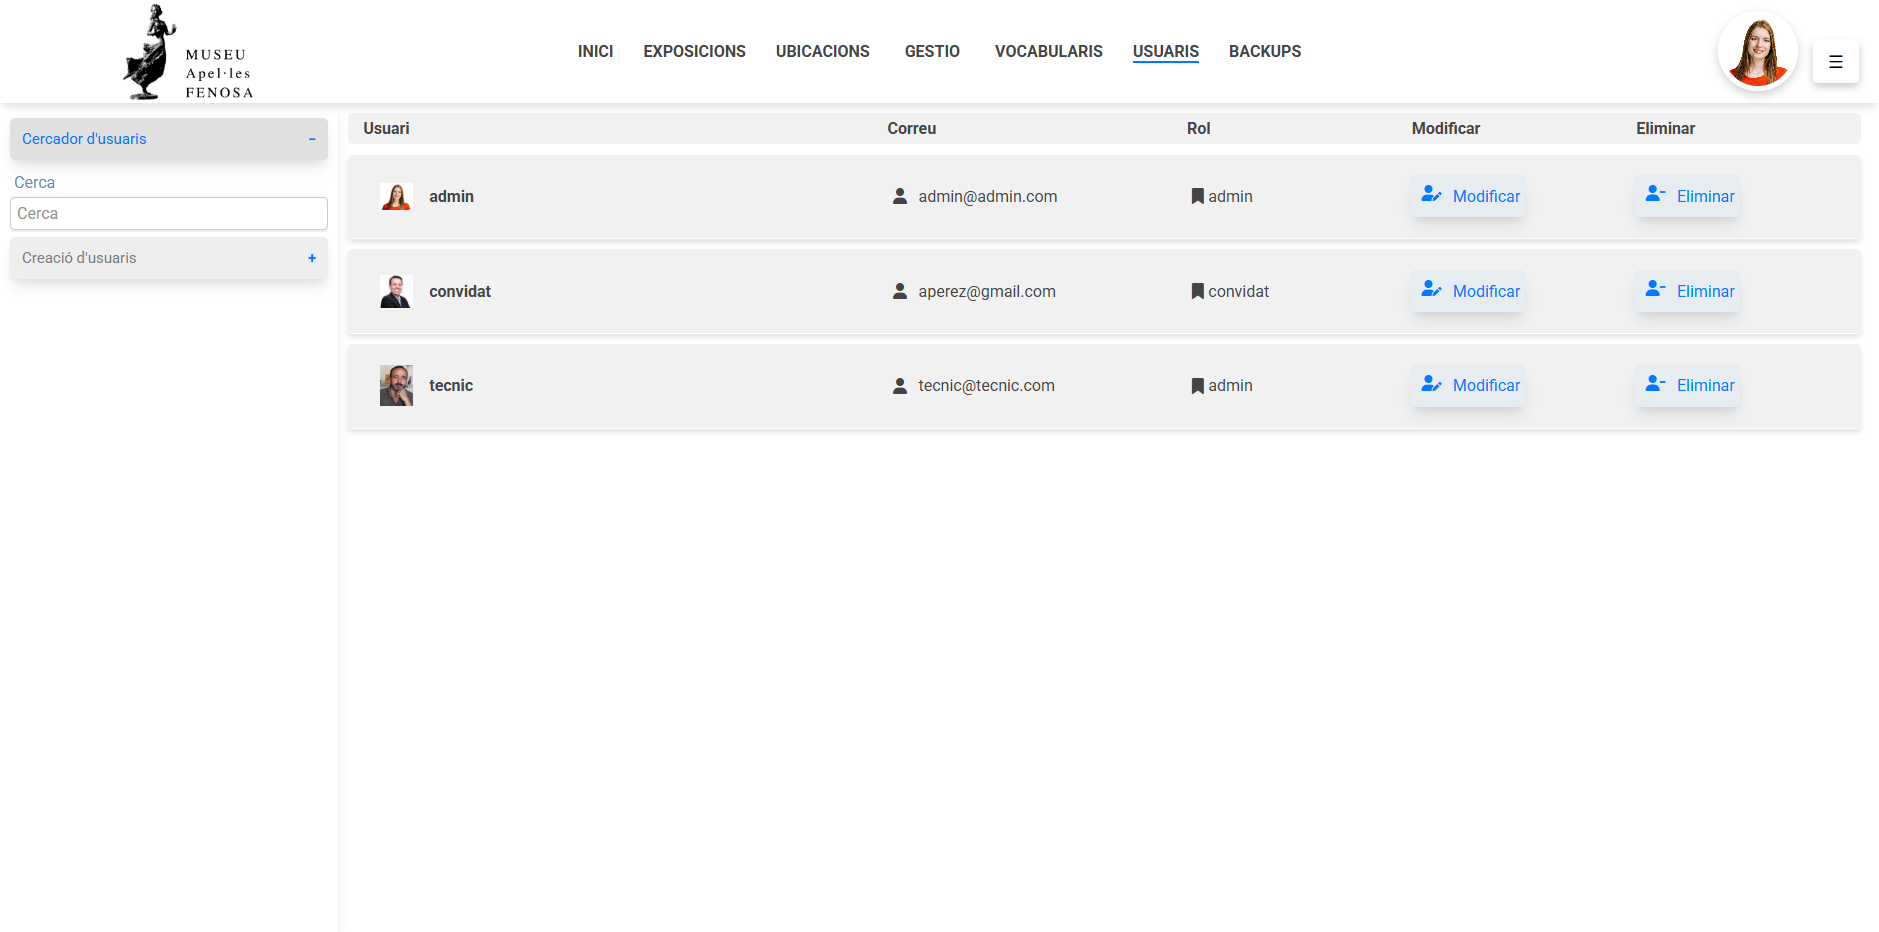 MUSEU
Apel·les
FENOSA
INICI EXPOSICIONS UBICACIONS GESTIO VOCABULARIS USUARIS BACKUPS
Cercador d'usuaris −
Cerca
Cerca
Creació d'usuaris +
Usuari Correu Rol Modificar Eliminar
admin admin@admin.com admin Modificar Eliminar
convidat aperez@gmail.com convidat Modificar Eliminar
tecnic tecnic@tecnic.com admin Modificar Eliminar